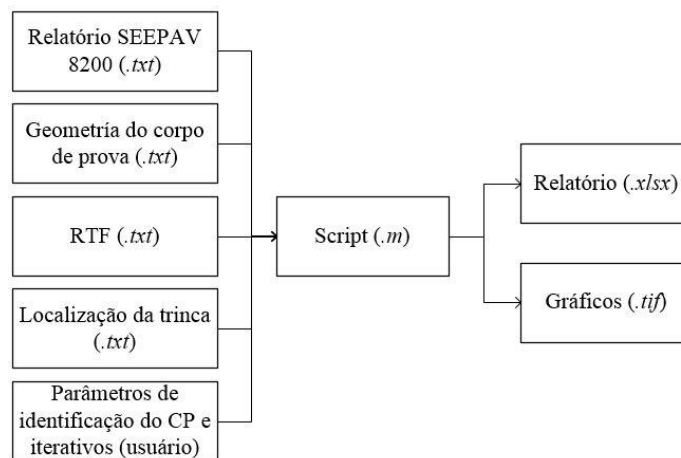 Relatório SEEPAV
8200 (.txt)
Geometría do corpo
de prova (.txt)
RTF (.txt)
Localização da trinca
(.txt)
Parâmetros de
identificação do CP e
iterativos (usuário)
Script (.m)
Relatório (.xlsx)
Gráficos (.tif)